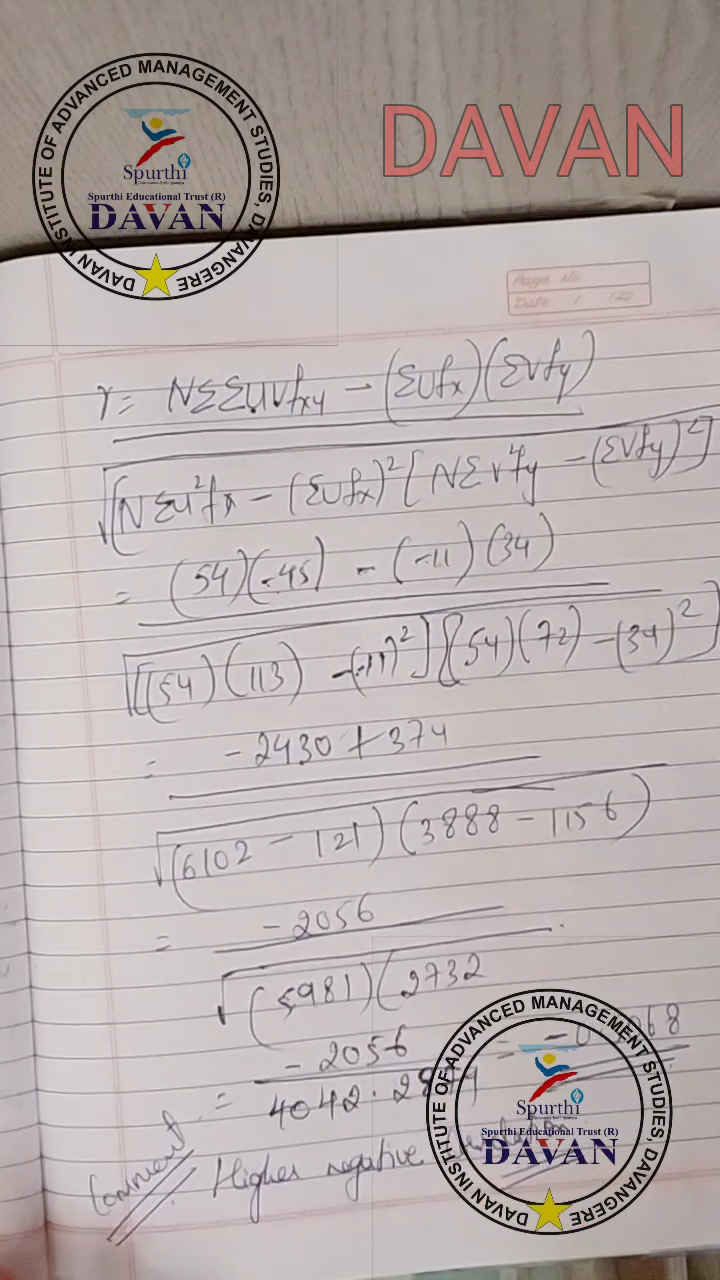 DAVAN
DAVAN INSTITUTE OF ADVANCED MANAGEMENT STUDIES, DAVANGERE
Spurthi
Spurthi Educational Trust (R)
DAVAN
Page No
Date / /20
r = NΣΣUVfxy - (ΣUfx)(ΣVfy)
√[NΣu²fx - (ΣUfx)²[NΣv²fy - (ΣVfy)²]
= (54)(-45) - (-11)(34)
√[(54)(113) - (-11)²][(54)(72) - (34)²]
= -2430 + 374
√(6102 - 121)(3888 - 1156)
= -2056
√(5981)(2732
= -2056
4042.2
Comment
Higher negative
DAVAN INSTITUTE OF ADVANCED MANAGEMENT STUDIES, DAVANGERE
Spurthi
Spurthi Educational Trust (R)
DAVAN